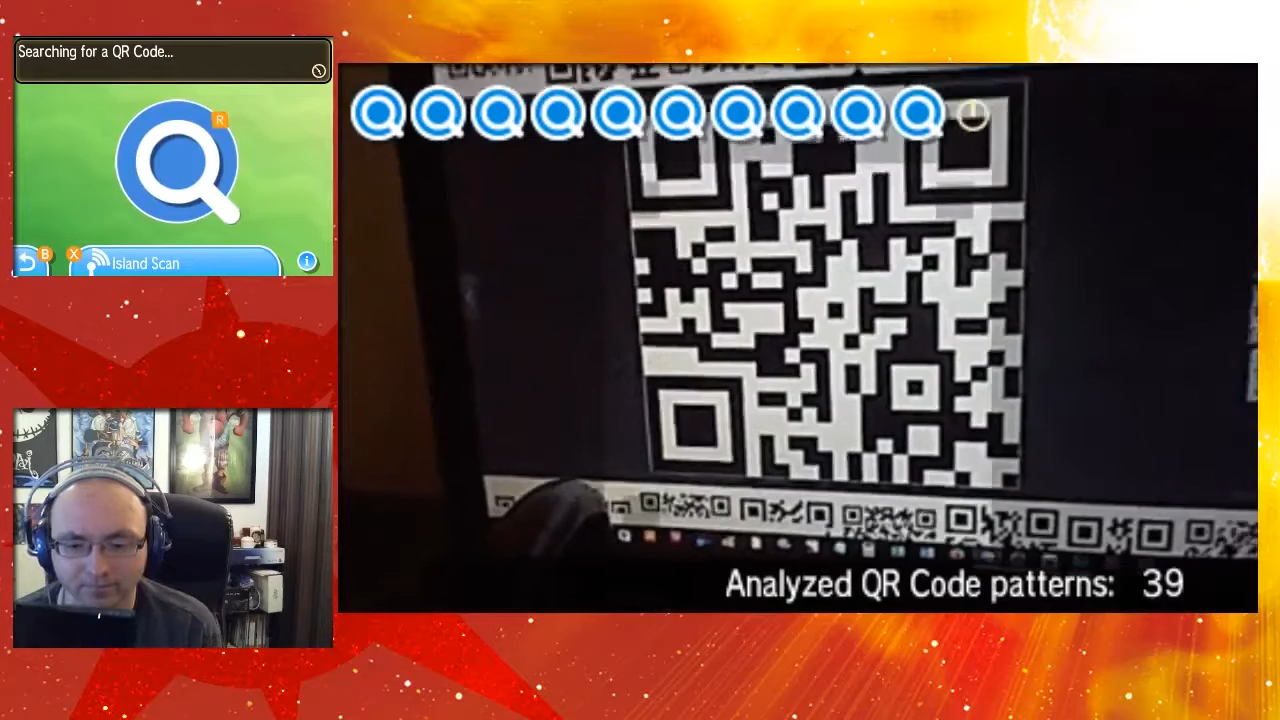 Searching for a QR Code...
R
B
X
Island Scan
i
Analyzed QR Code patterns: 39